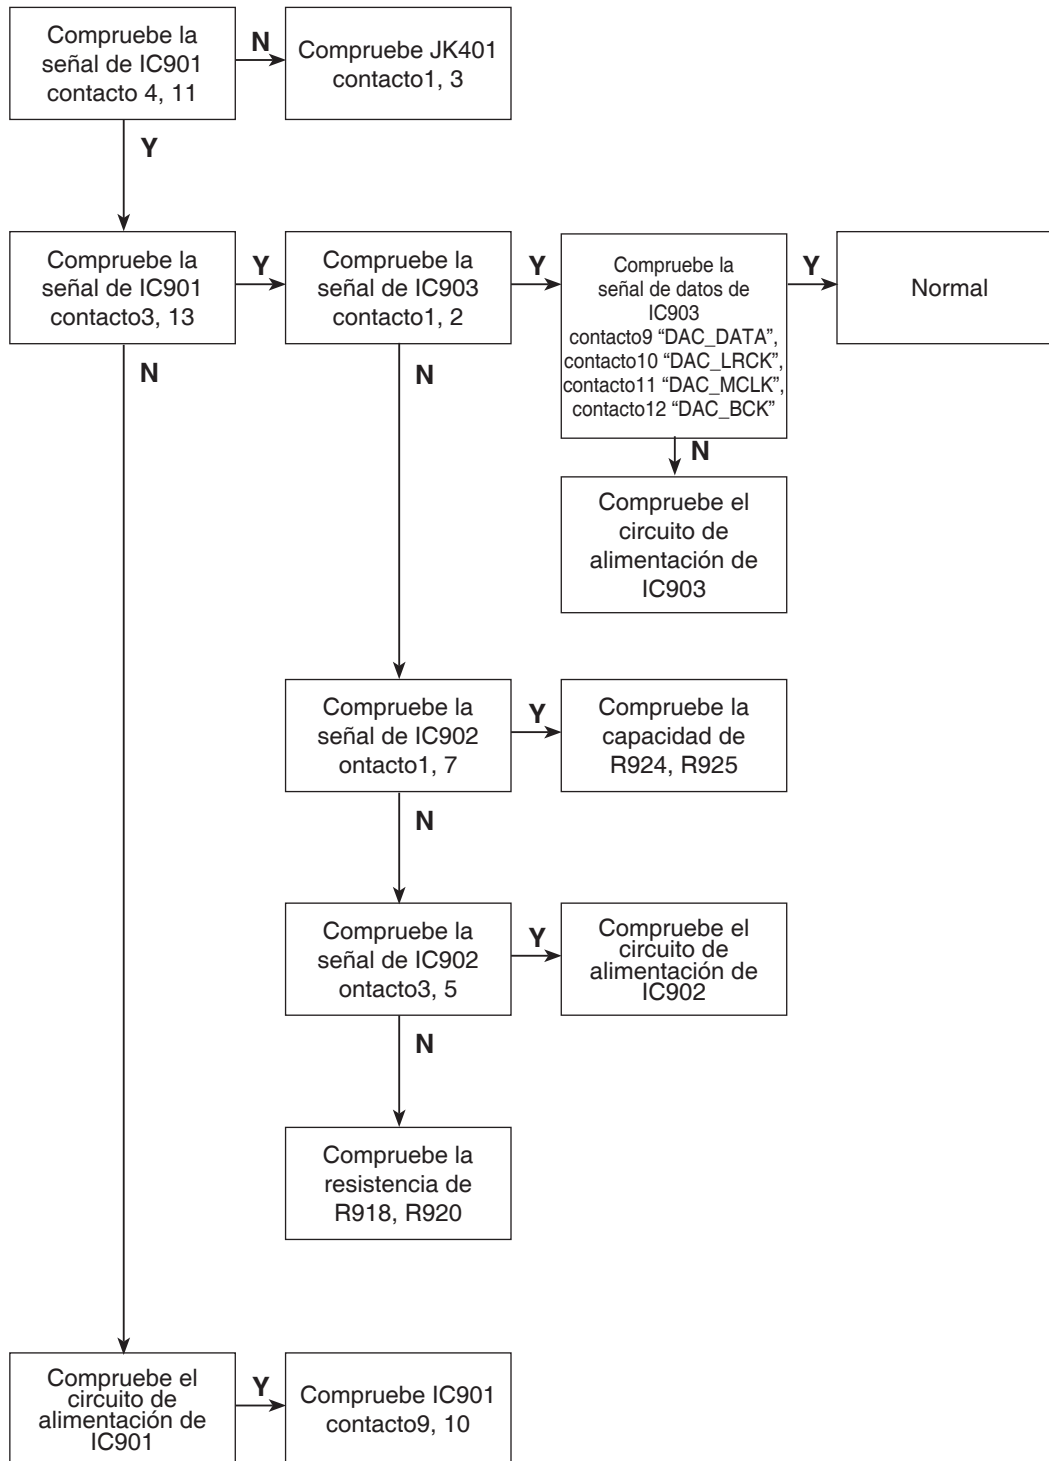 Compruebe la
señal de IC901
contacto 4, 11
N
Compruebe JK401
contacto1, 3
Y
Compruebe la
señal de IC901
contacto3, 13
Y
Compruebe la
señal de IC903
contacto1, 2
Y
Compruebe la
señal de datos de
IC903
contacto9 “DAC_DATA”,
contacto10 “DAC_LRCK”,
contacto11 “DAC_MCLK”,
contacto12 “DAC_BCK”
Y
Normal
N
N
N
Compruebe el
circuito de
alimentación de
IC903
Compruebe la
señal de IC902
ontacto1, 7
Y
Compruebe la
capacidad de
R924, R925
N
Compruebe la
señal de IC902
ontacto3, 5
Y
Compruebe el
circuito de
alimentación de
IC902
N
Compruebe la
resistencia de
R918, R920
Compruebe el
circuito de
alimentación de
IC901
Y
Compruebe IC901
contacto9, 10